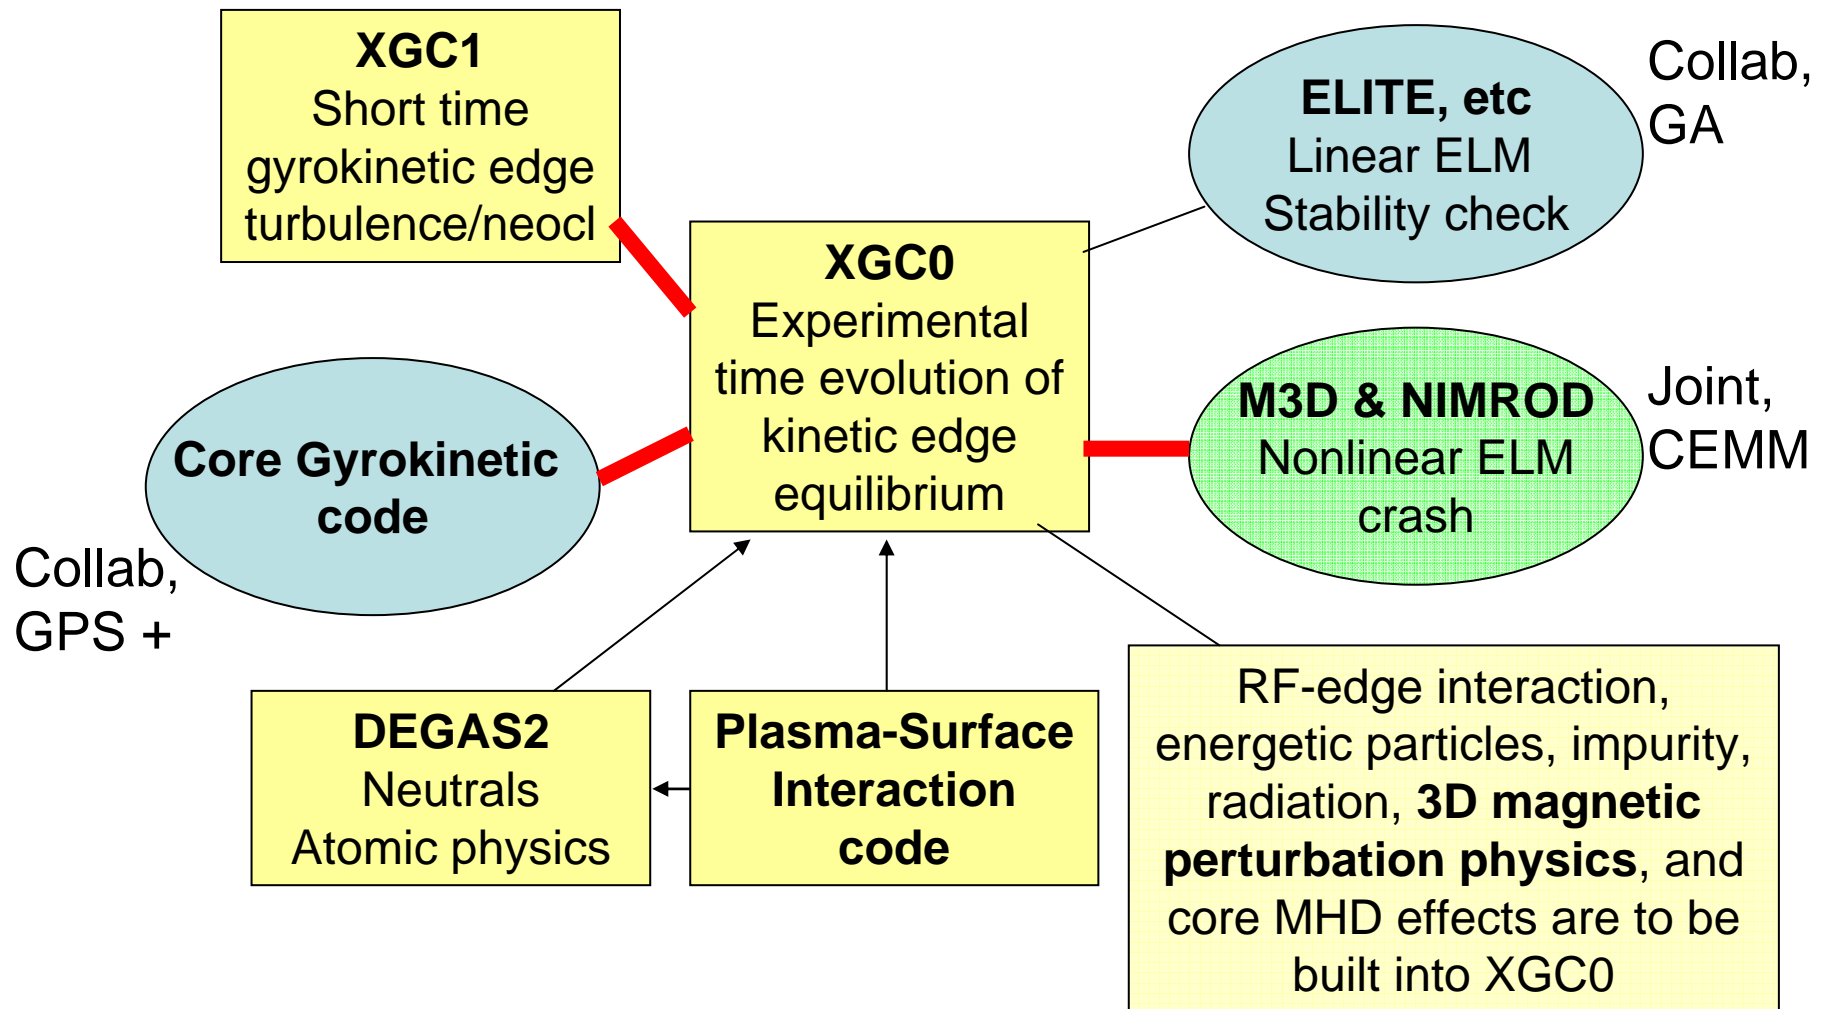 XGC1
Short time
gyrokinetic edge
turbulence/neocl
ELITE, etc
Linear ELM
Stability check
Collab,
GA
XGC0
Experimental
time evolution of
kinetic edge
equilibrium
M3D & NIMROD
Nonlinear ELM
crash
Joint,
CEMM
Core Gyrokinetic
code
Collab,
GPS +
DEGAS2
Neutrals
Atomic physics
Plasma-Surface
Interaction
code
RF-edge interaction,
energetic particles, impurity,
radiation, 3D magnetic
perturbation physics, and
core MHD effects are to be
built into XGC0